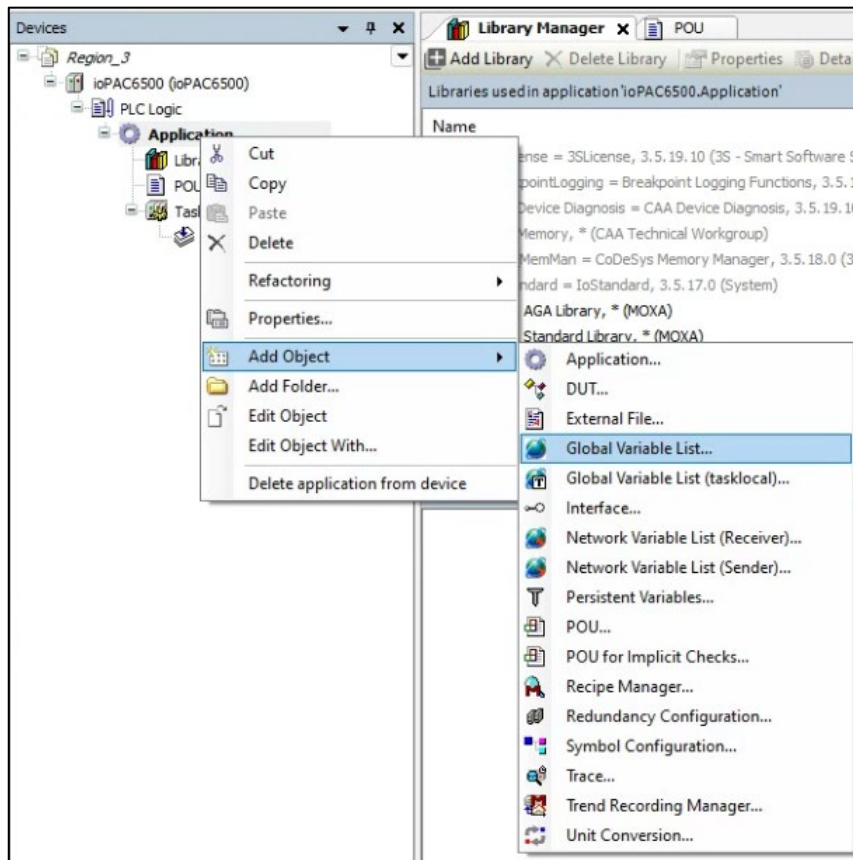 Devices
Region_3
ioPAC6500 (ioPAC6500)
PLC Logic
Application
Libr
POU
Task
Library Manager
POU
Add Library
Delete Library
Properties
Deta
Libraries used in application 'ioPAC6500.Application'
Name
ense = 3SLicense, 3.5.19.10 (3S - Smart Software S
pointLogging = Breakpoint Logging Functions, 3.5.1
Device Diagnosis = CAA Device Diagnosis, 3.5.19.10
Memory, * (CAA Technical Workgroup)
MemMan = CoDeSys Memory Manager, 3.5.18.0 (3
ndard = IoStandard, 3.5.17.0 (System)
AGA Library, * (MOXA)
Standard Library, * (MOXA)
Cut
Copy
Paste
Delete
Refactoring
Properties...
Add Object
Add Folder...
Edit Object
Edit Object With...
Delete application from device
Application...
DUT...
External File...
Global Variable List...
Global Variable List (tasklocal)...
Interface...
Network Variable List (Receiver)...
Network Variable List (Sender)...
Persistent Variables...
POU...
POU for Implicit Checks...
Recipe Manager...
Redundancy Configuration...
Symbol Configuration...
Trace...
Trend Recording Manager...
Unit Conversion...